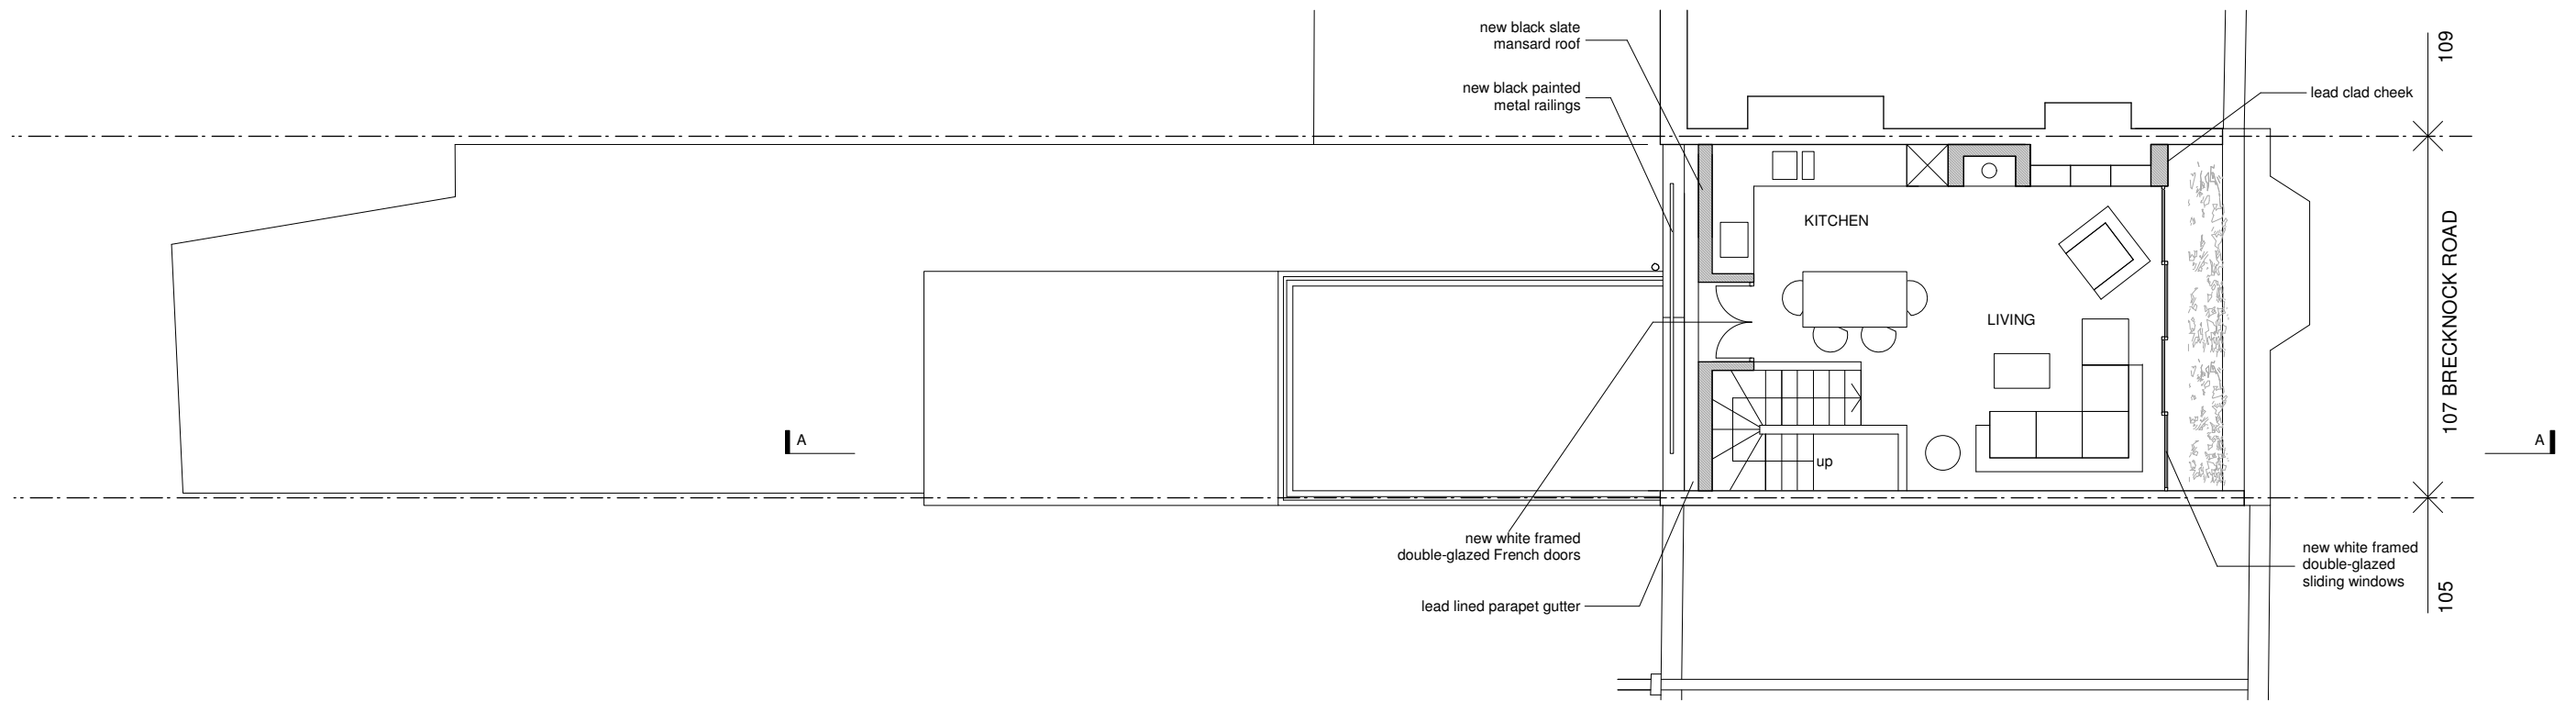 new black slate
mansard roof
new black painted
metal railings
lead clad cheek
109
KITCHEN
LIVING
107 BRECKNOCK ROAD
A
A
up
new white framed
double-glazed French doors
new white framed
double-glazed
sliding windows
lead lined parapet gutter
105